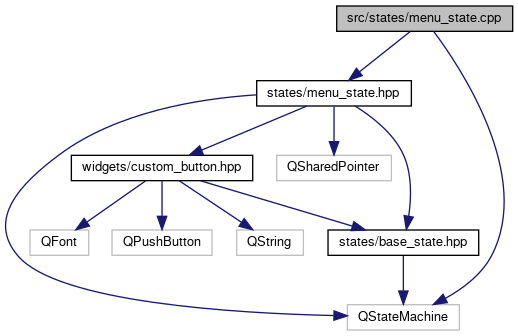 src/states/menu_state.cpp
states/menu_state.hpp
widgets/custom_button.hpp
QSharedPointer
QFont
QPushButton
QString
states/base_state.hpp
QStateMachine